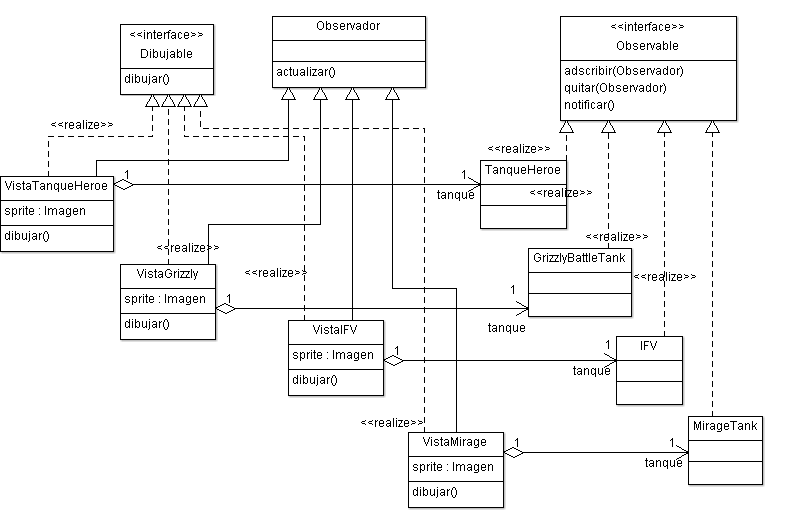 <<interface>>
Dibujable
dibujar()
Observador
actualizar()
<<interface>>
Observable
adscribir(Observador)
quitar(Observador)
notificar()
<<realize>>
<<realize>>
TanqueHeroe
<<realize>>
VistaTanqueHeroe
sprite : Imagen
dibujar()
1
1
tanque
<<realize>>
<<realize>>
GrizzlyBattleTank
VistaGrizzly
sprite : Imagen
dibujar()
<<realize>>
<<realize>>
1
1
tanque
VistaIFV
sprite : Imagen
dibujar()
1
1
tanque
IFV
<<realize>>
VistaMirage
sprite : Imagen
dibujar()
1
1
tanque
MirageTank